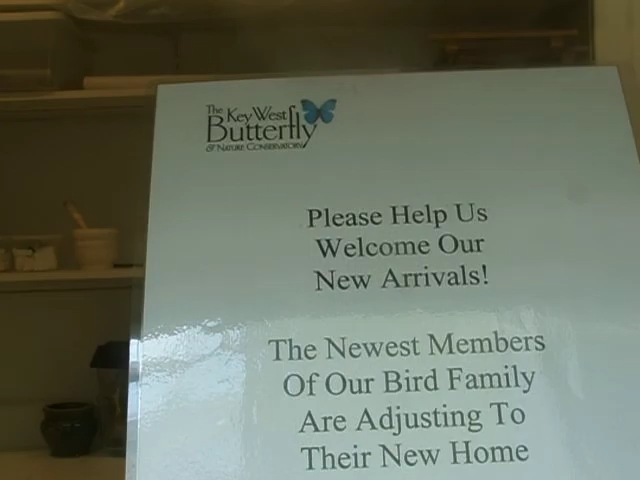 The Key West
Butterfly
& Nature Conservatory
Please Help Us
Welcome Our
New Arrivals!
The Newest Members
Of Our Bird Family
Are Adjusting To
Their New Home